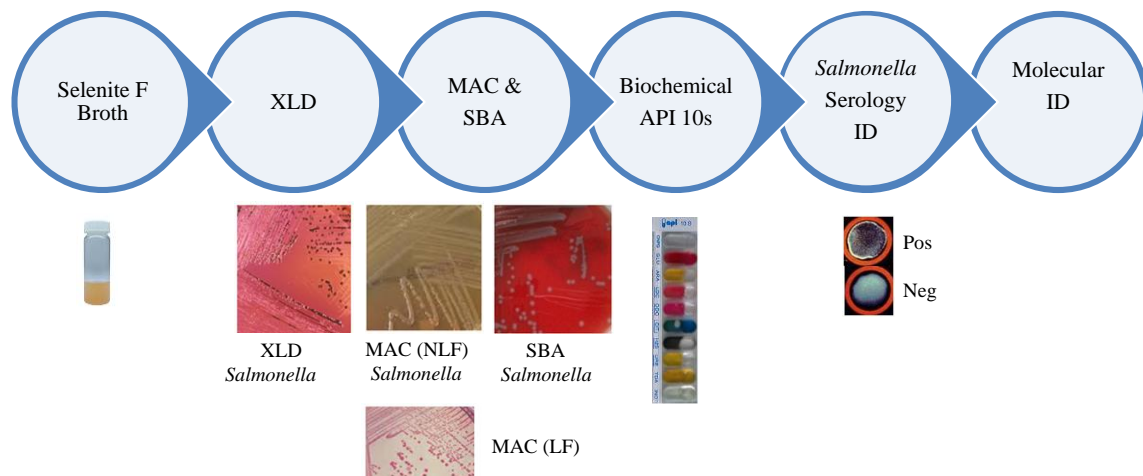 Selenite F
Broth
XLD
MAC &
SBA
Biochemical
API 10s
Salmonella
Serology
ID
Molecular
ID
Pos
Neg
XLD
Salmonella
MAC (NLF)
Salmonella
SBA
Salmonella
MAC (LF)